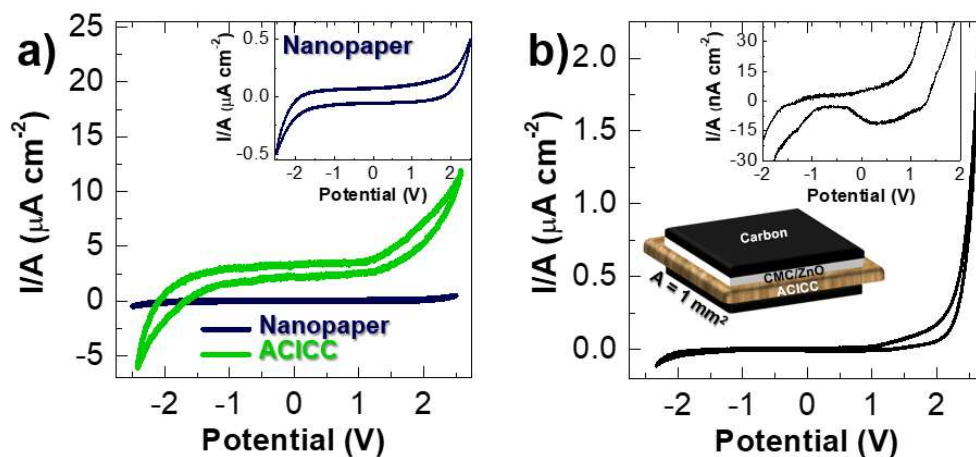 a)
25
20
15
10
5
0
-5
I/A (μA cm⁻²)
-2 -1 0 1 2
Potential (V)
Nanopaper
ACICC
Nanopaper
0.5
0.0
-0.5
I/A (μA cm⁻²)
-2 -1 0 1 2
Potential (V)
b)
2.0
1.5
1.0
0.5
0.0
I/A (μA cm⁻²)
-2 -1 0 1 2
Potential (V)
30
15
0
-15
-30
I/A (nA cm⁻²)
-2 -1 0 1 2
Potential (V)
Carbon
CMC/ZnO
ACICC
A = 1 mm²